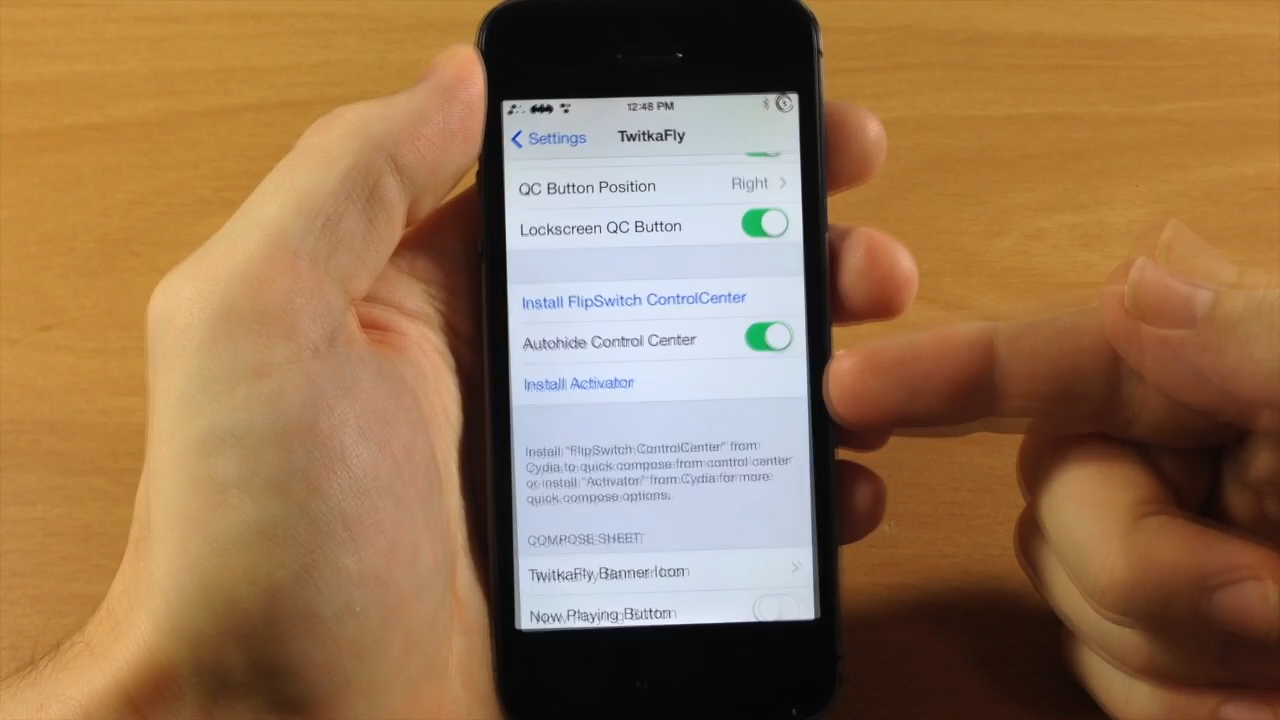 12:48 PM
Settings
TwitkaFly
QC Button Position
Right
Lockscreen QC Button
Install FlipSwitch ControlCenter
Autohide Control Center
Install Activator
Install "FlipSwitch ControlCenter" from
Cydia to quick compose from control center
or install "Activator" from Cydia for more
quick compose options.
COMPOSE SHEET
TwitkaFly Banner Icon
Now Playing Button